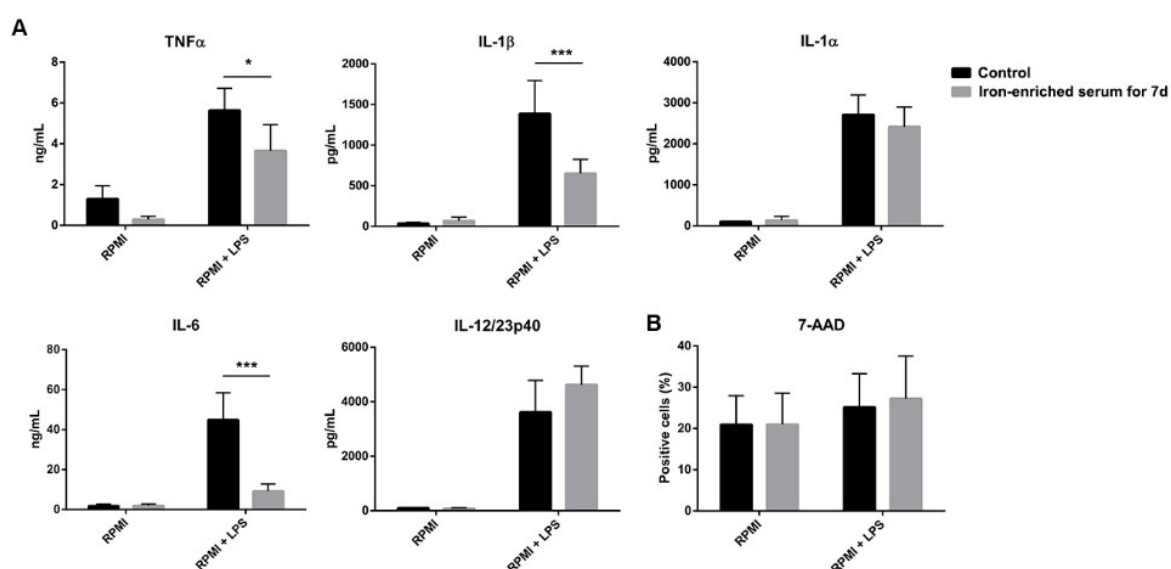 A
TNFα
ng/mL
6
4
2
0
*
RPMI
RPMI + LPS
IL-1β
pg/mL
2000
1500
1000
500
0
***
RPMI
RPMI + LPS
IL-1α
pg/mL
4000
3000
2000
1000
0
RPMI
RPMI + LPS
Control
Iron-enriched serum for 7d
IL-6
ng/mL
80
60
40
20
0
***
RPMI
RPMI + LPS
IL-12/23p40
pg/mL
6000
4000
2000
0
RPMI
RPMI + LPS
B
7-AAD
Positive cells (%)
40
30
20
10
0
RPMI
RPMI + LPS